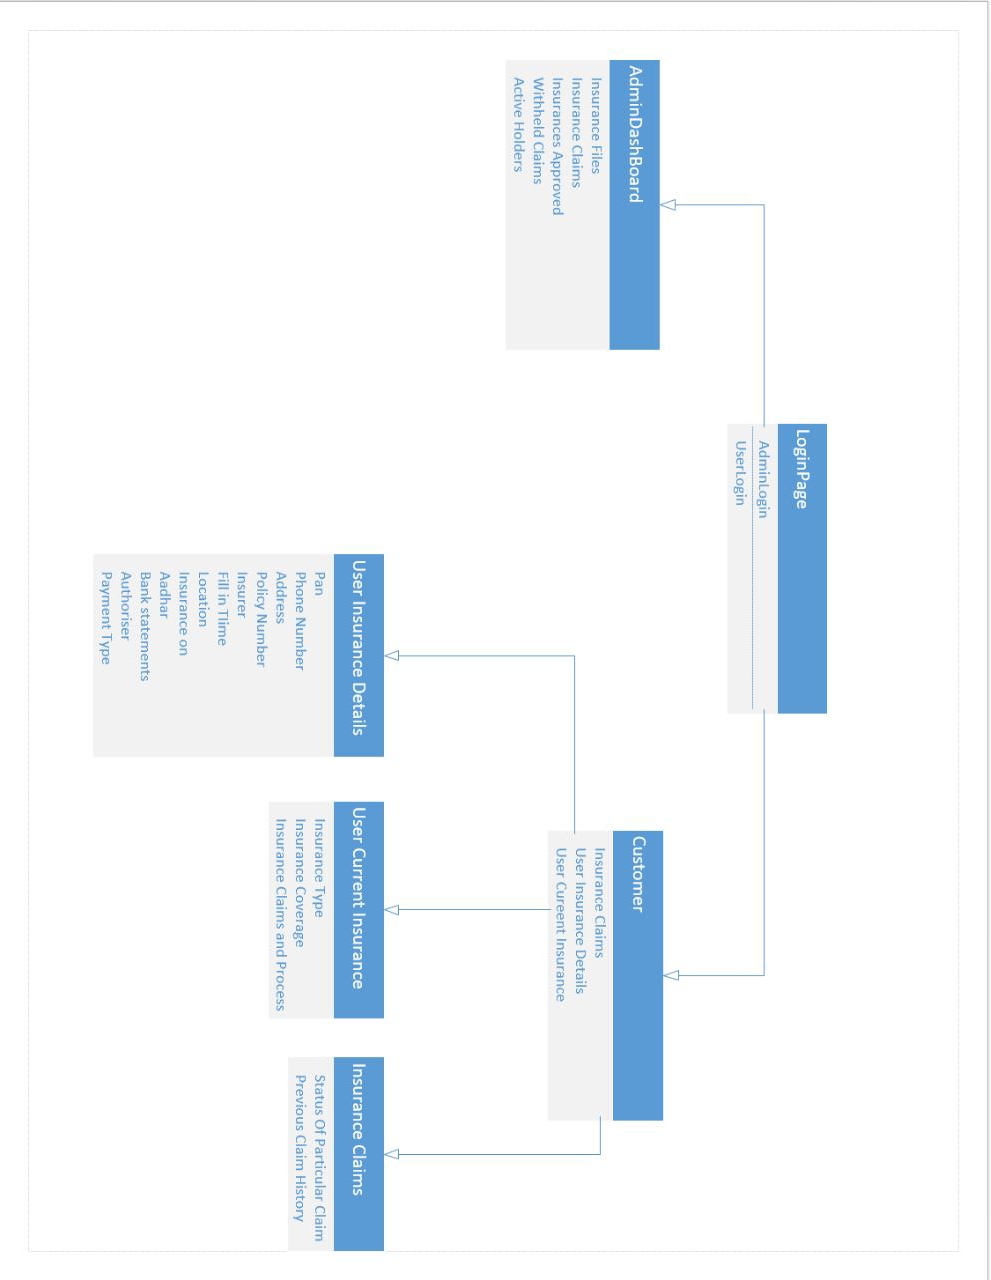 LoginPage
AdminLogin
UserLogin
AdminDashBoard
Insurance Files
Insurance Claims
Insurances Approved
Withheld Claims
Active Holders
Customer
Insurance Claims
User Insurance Details
User Cureent Insurance
User Insurance Details
Pan
Phone Number
Address
Policy Number
Insurer
Fill in TIime
Location
Insurance on
Aadhar
Bank statements
Authoriser
Payment Type
User Current Insurance
Insurance Type
Insurance Coverage
Insurance Claims and Process
Insurance Claims
Status Of Particular Claim
Previous Claim History